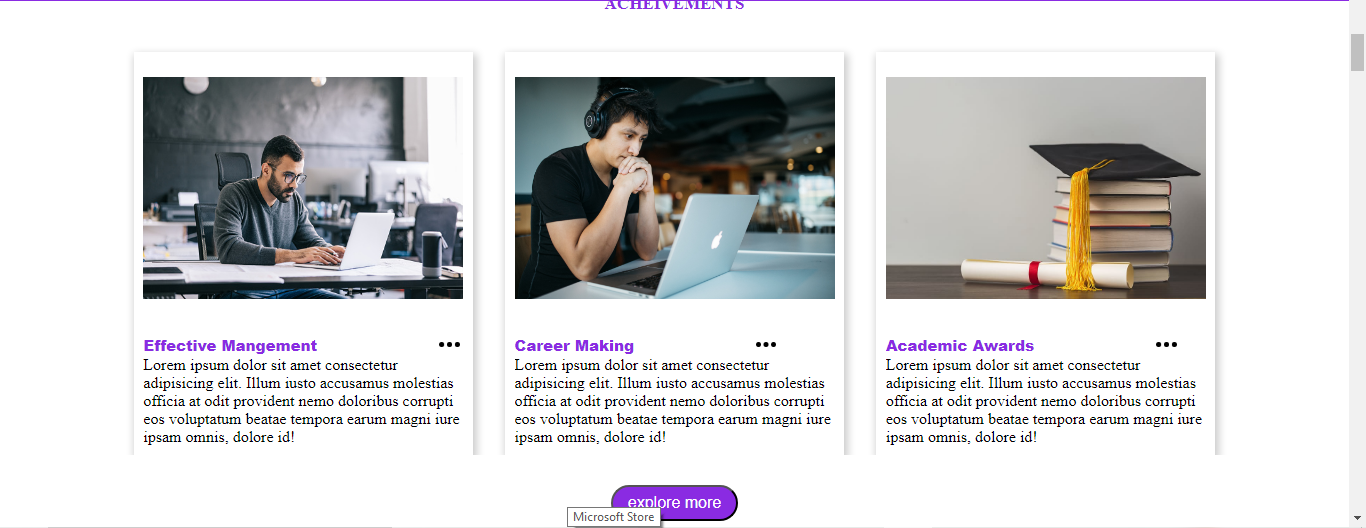 ACHEIVEMENTS
Effective Mangement
Lorem ipsum dolor sit amet consectetur
adipisicing elit. Illum iusto accusamus molestias
officia at odit provident nemo doloribus corrupti
eos voluptatum beatae tempora earum magni iure
ipsam omnis, dolore id!
Career Making
Lorem ipsum dolor sit amet consectetur
adipisicing elit. Illum iusto accusamus molestias
officia at odit provident nemo doloribus corrupti
eos voluptatum beatae tempora earum magni iure
ipsam omnis, dolore id!
Academic Awards
Lorem ipsum dolor sit amet consectetur
adipisicing elit. Illum iusto accusamus molestias
officia at odit provident nemo doloribus corrupti
eos voluptatum beatae tempora earum magni iure
ipsam omnis, dolore id!
explore more
Microsoft Store